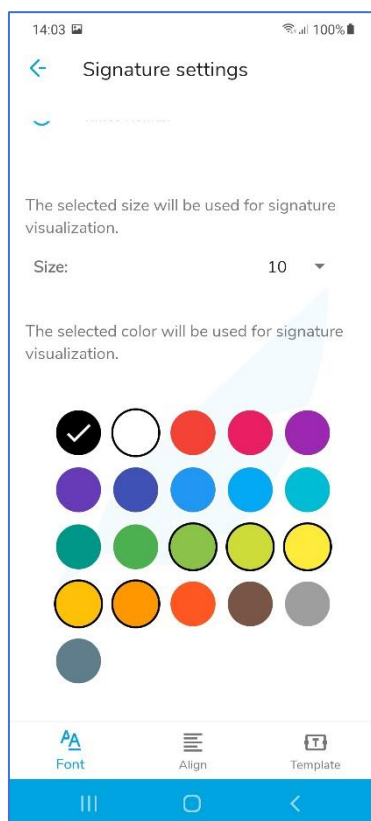 14:03 100%
Signature settings
The selected size will be used for signature
visualization.
Size: 10
The selected color will be used for signature
visualization.
Font Align Template